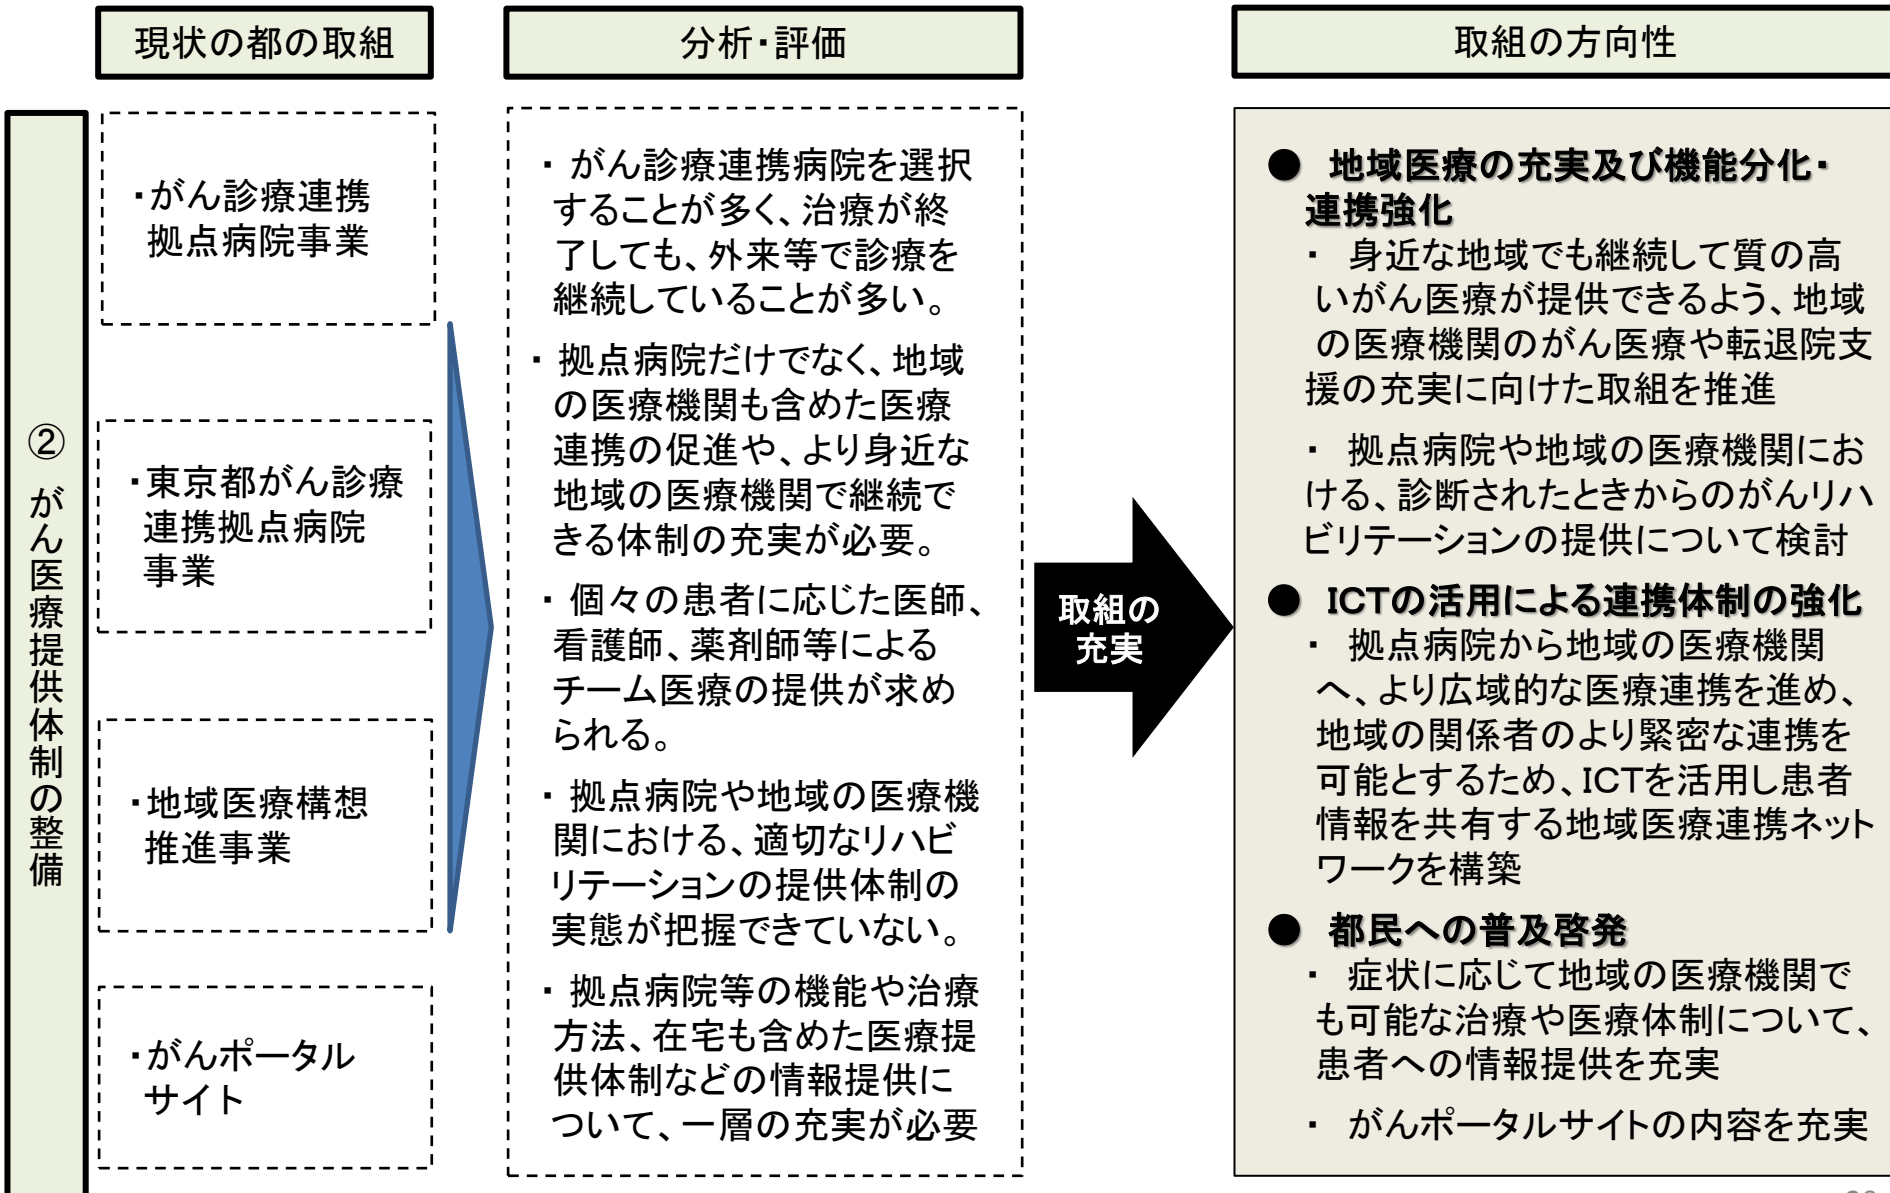 現状の都の取組
分析・評価
取組の方向性
② がん医療提供体制の整備
・がん診療連携
拠点病院事業
・東京都がん診療
連携拠点病院
事業
・地域医療構想
推進事業
・がんポータル
サイト
・ がん診療連携病院を選択
することが多く、治療が終
了しても、外来等で診療を
継続していることが多い。
・ 拠点病院だけでなく、地域
の医療機関も含めた医療
連携の促進や、より身近な
地域の医療機関で継続で
きる体制の充実が必要。
・ 個々の患者に応じた医師、
看護師、薬剤師等による
チーム医療の提供が求め
られる。
・ 拠点病院や地域の医療機
関における、適切なリハビ
リテーションの提供体制の
実態が把握できていない。
・ 拠点病院等の機能や治療
方法、在宅も含めた医療提
供体制などの情報提供に
ついて、一層の充実が必要
取組の
充実
● 地域医療の充実及び機能分化・
連携強化
・ 身近な地域でも継続して質の高
いがん医療が提供できるよう、地域
の医療機関のがん医療や転退院支
援の充実に向けた取組を推進
・ 拠点病院や地域の医療機関にお
ける、診断されたときからのがんリハ
ビリテーションの提供について検討
● ICTの活用による連携体制の強化
・ 拠点病院から地域の医療機関
へ、より広域的な医療連携を進め、
地域の関係者のより緊密な連携を
可能とするため、ICTを活用し患者
情報を共有する地域医療連携ネット
ワークを構築
● 都民への普及啓発
・ 症状に応じて地域の医療機関で
も可能な治療や医療体制について、
患者への情報提供を充実
・ がんポータルサイトの内容を充実